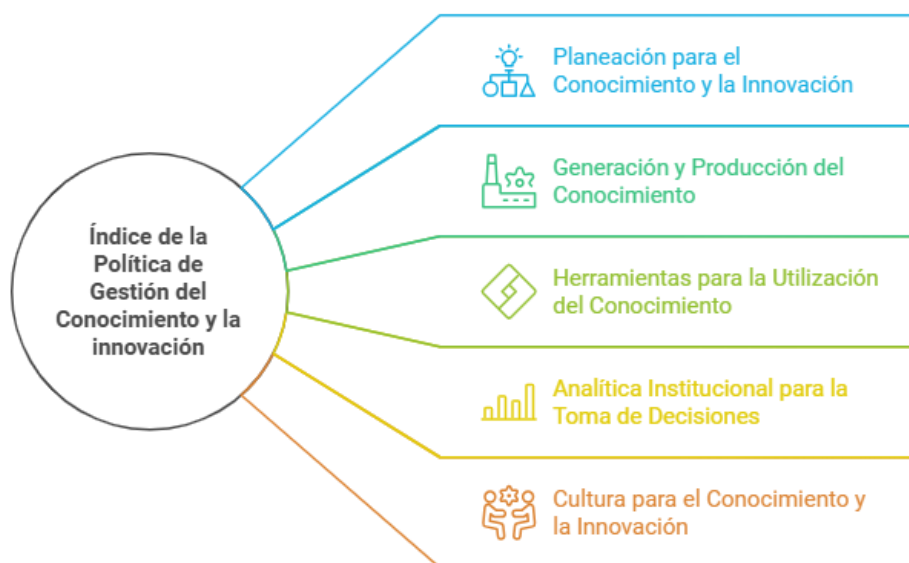 Índice de la
Política de
Gestión del
Conocimiento y la
innovación
Planeación para el
Conocimiento y la Innovación
Generación y Producción del
Conocimiento
Herramientas para la Utilización
del Conocimiento
Analítica Institucional para la
Toma de Decisiones
Cultura para el Conocimiento y
la Innovación